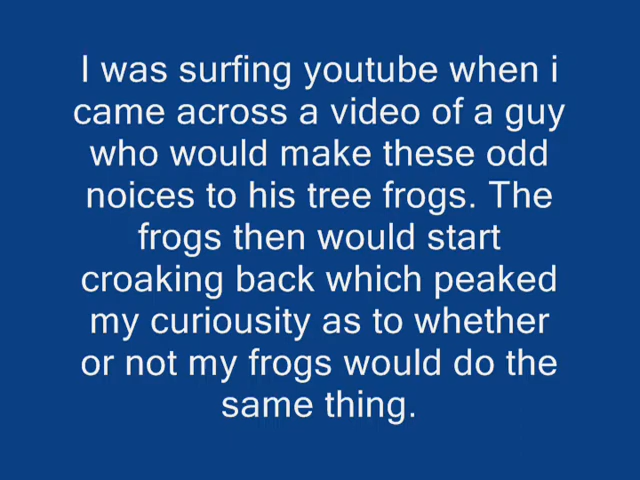 I was surfing youtube when i
came across a video of a guy
who would make these odd
noices to his tree frogs. The
frogs then would start
croaking back which peaked
my curiousity as to whether
or not my frogs would do the
same thing.